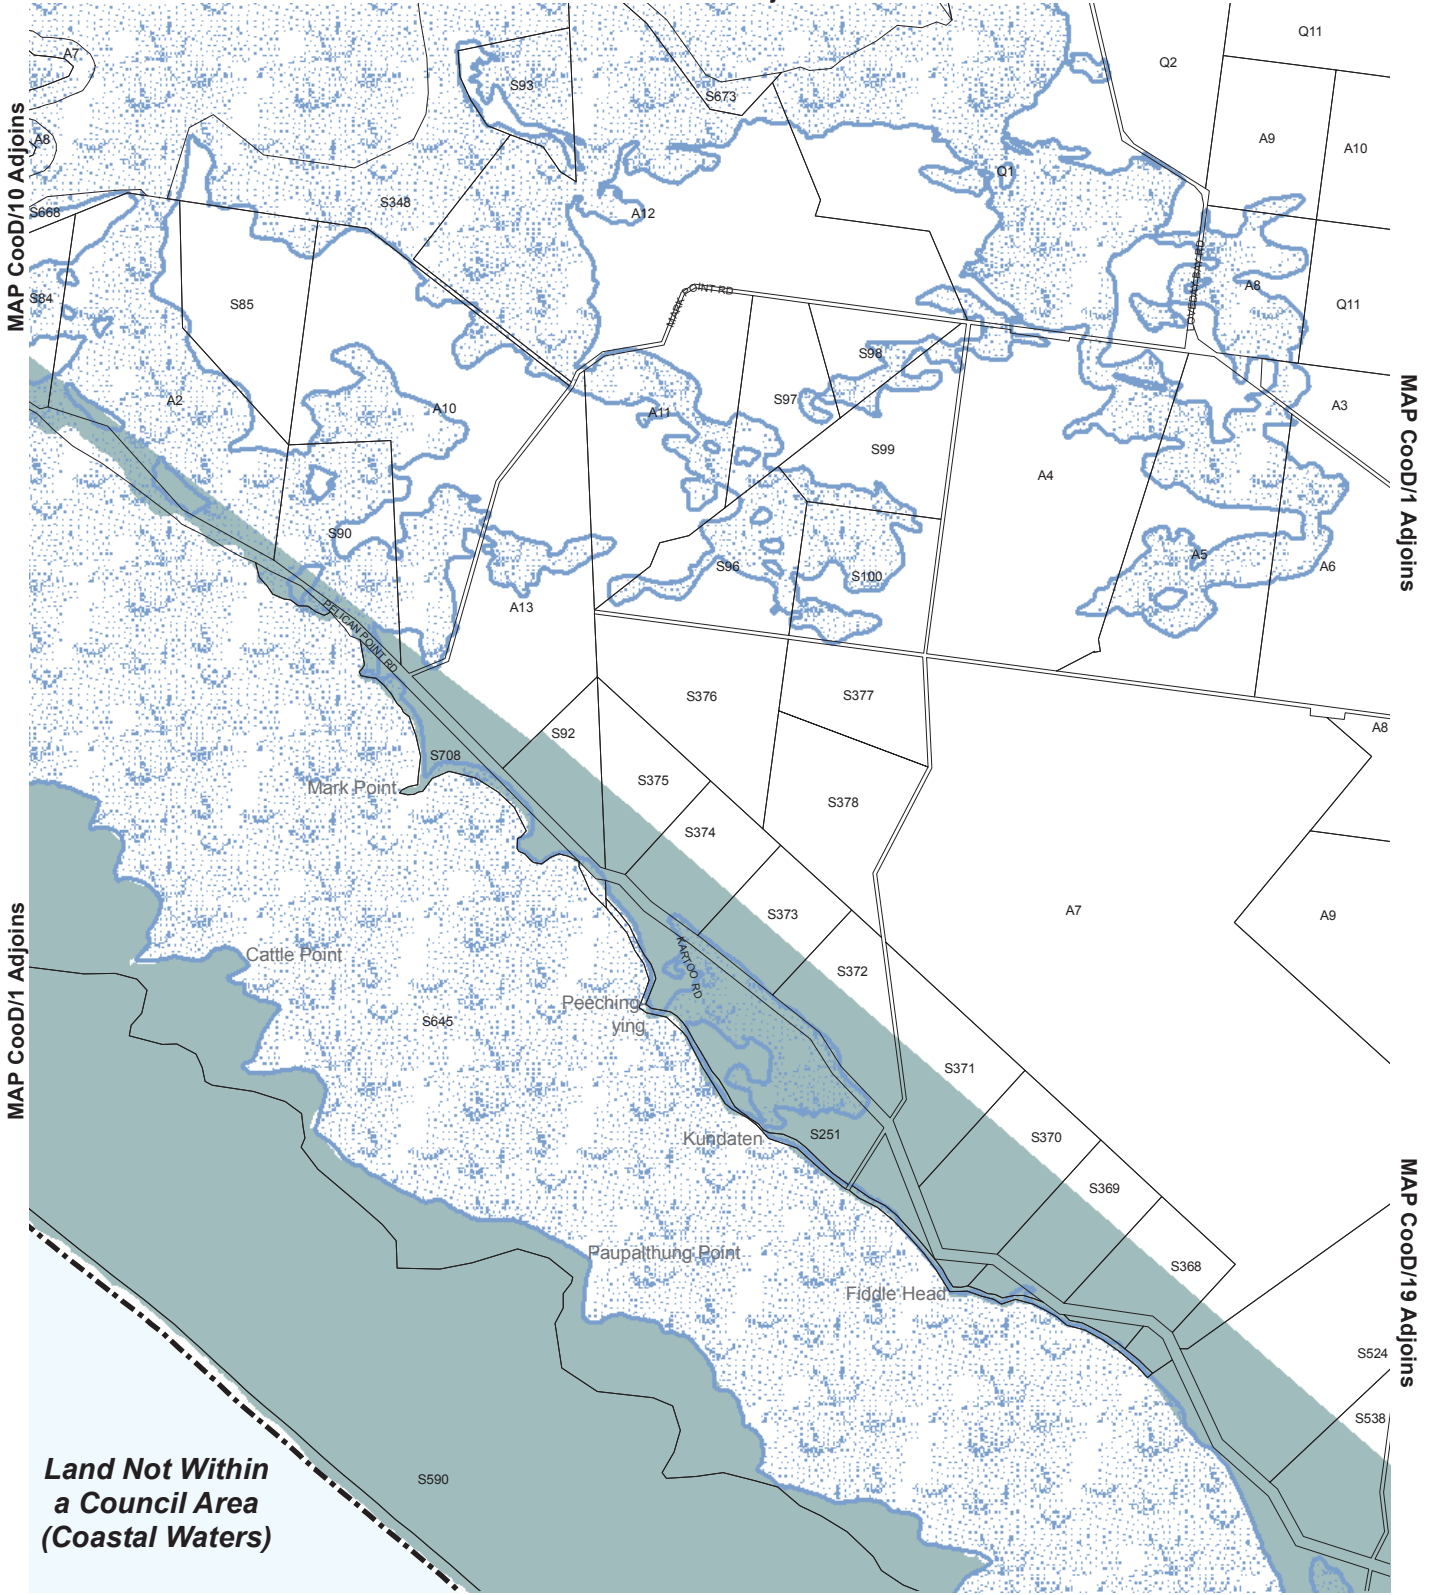 Q11
A7
Q2
S93
S673
A8
A9
A10
Q1
S668
S348
A12
S84
S85
A8
Q11
MARK POINT RD
S98
S97
A2
A10
A11
A3
S99
A4
S90
S96
S100
A5
A6
A13
PELICAN POINT RD
S376
S377
S92
A8
S708
S375
Mark Point
S378
S374
A7
S373
A9
Cattle Point
S372
KARTOO RD
Peeching
ying
S645
S371
Kundaten
S251
S370
S369
Paupalthung Point
S368
Fiddle Head
S524
S538
S590
Land Not Within
a Council Area
(Coastal Waters)
MAP CooD/10 Adjoins
MAP CooD/1 Adjoins
MAP CooD/1 Adjoins
MAP CooD/19 Adjoins